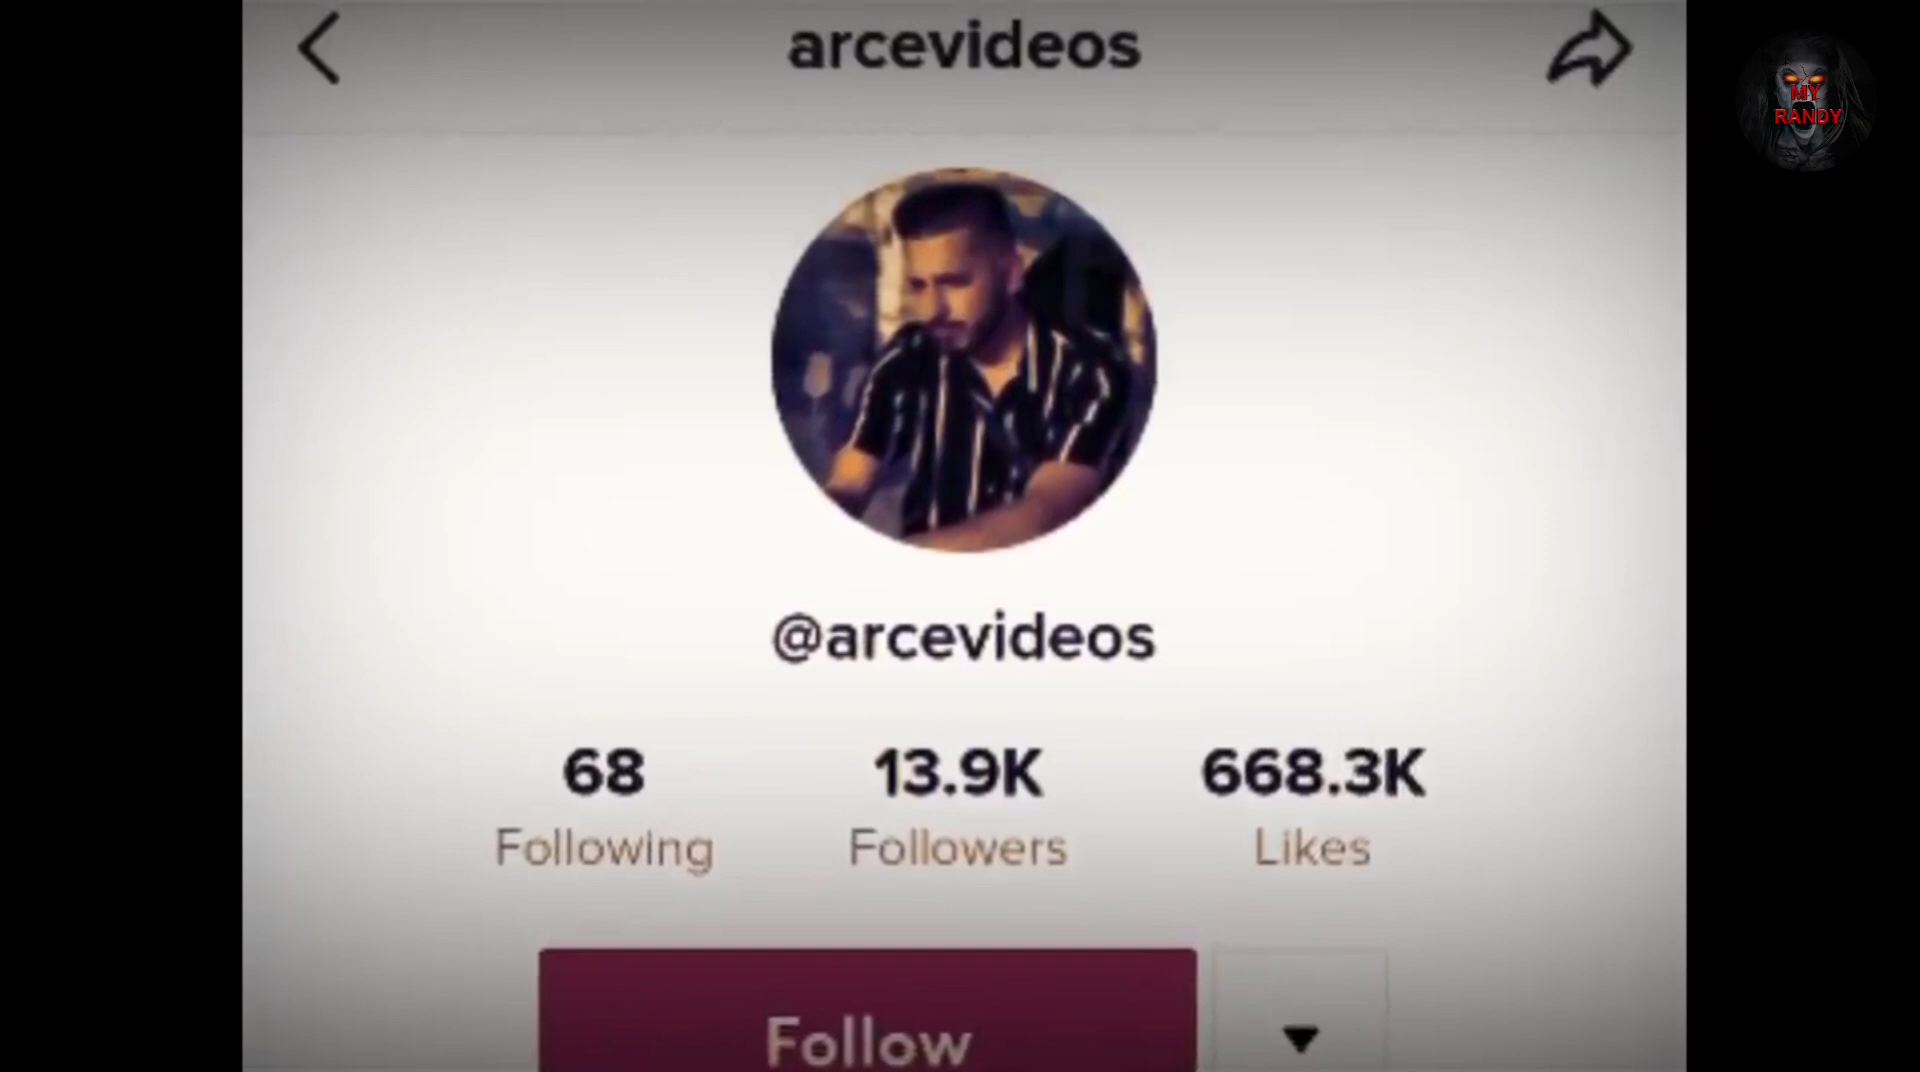 arcevideos
MY
RANDY
@arcevideos
68
13.9K
668.3K
Following
Followers
Likes
Follow